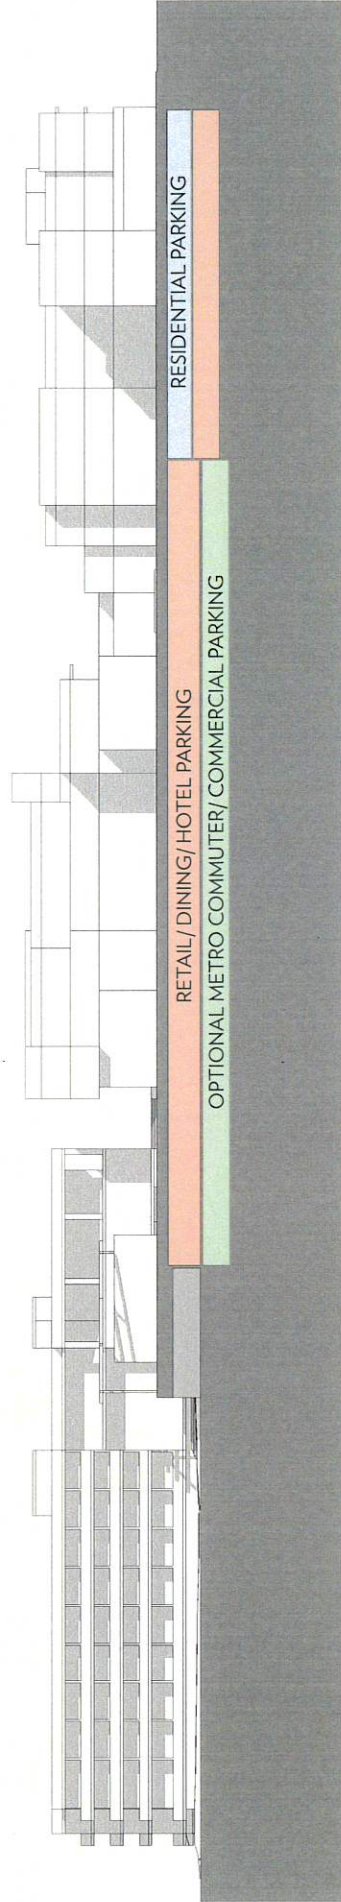 RESIDENTIAL PARKING
RETAIL/ DINING/ HOTEL PARKING
OPTIONAL METRO COMMUTER/ COMMERCIAL PARKING